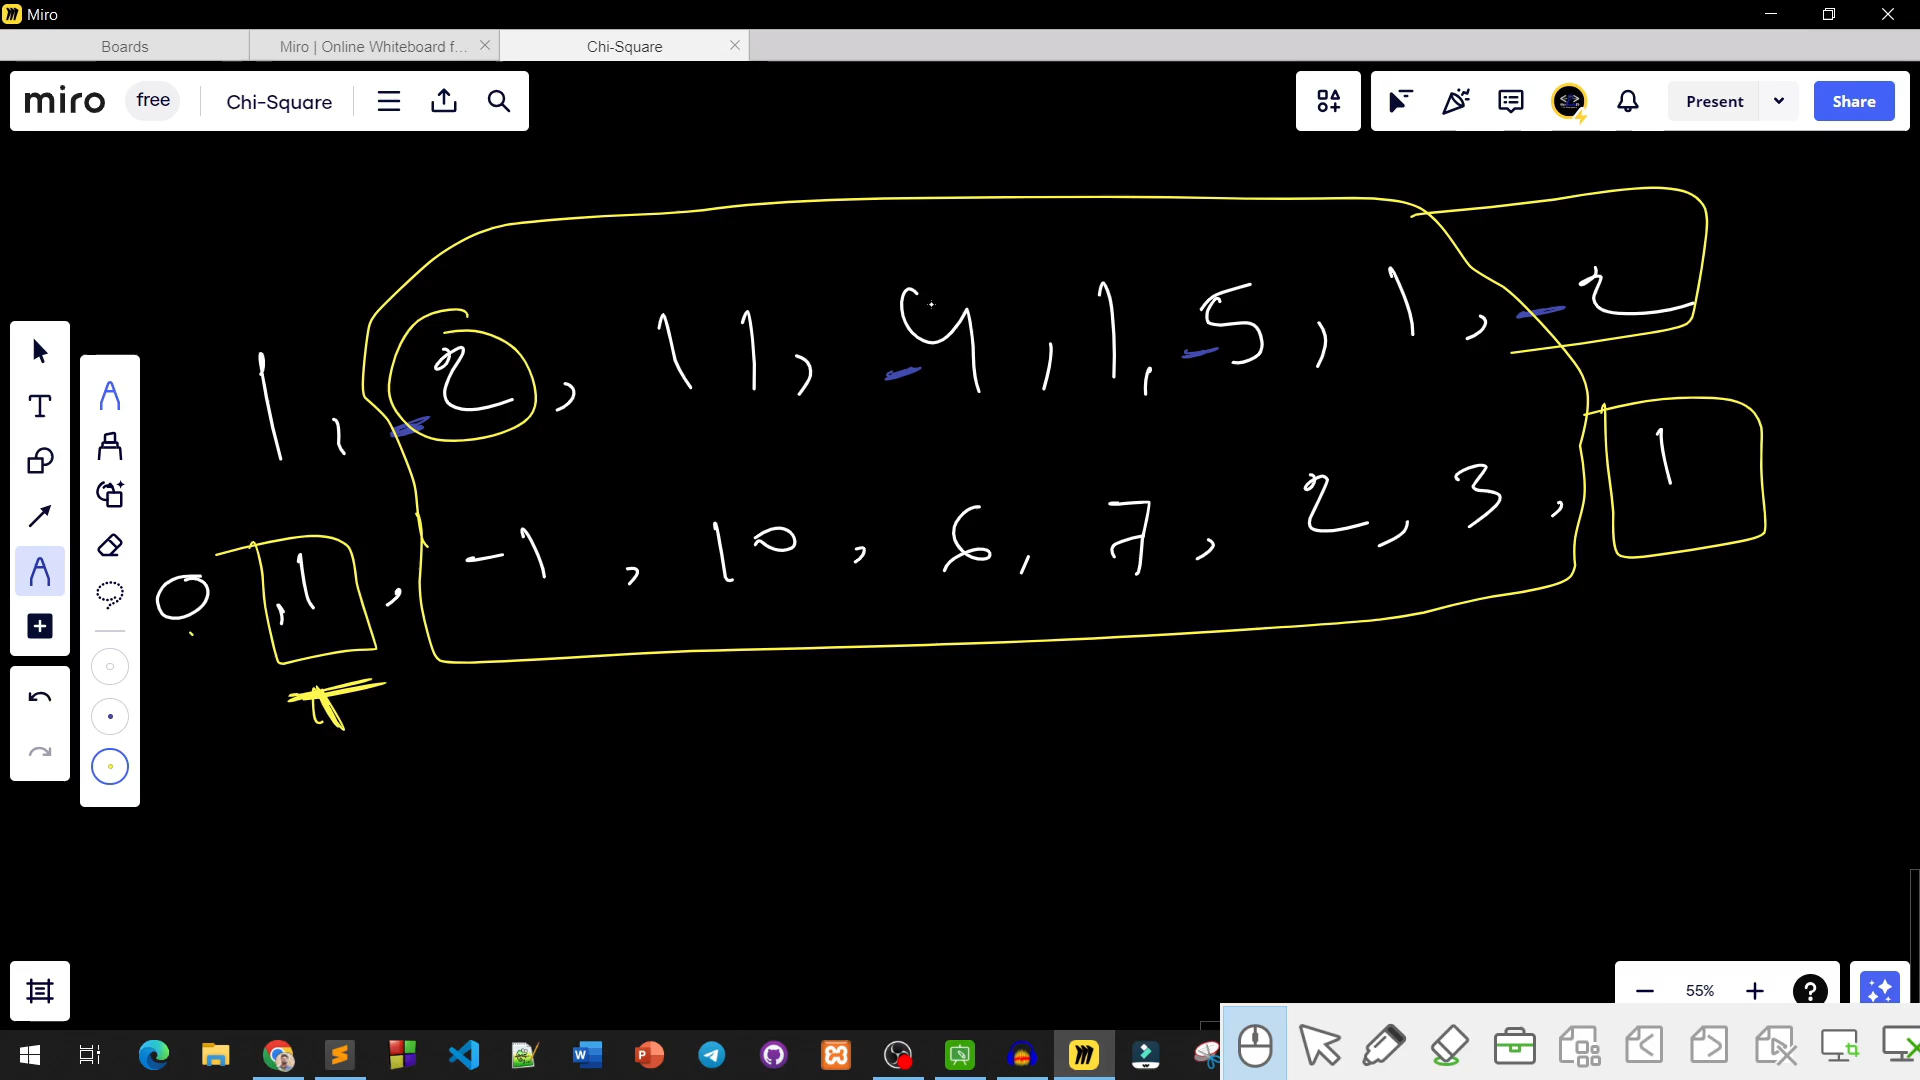 Miro
Boards
Miro | Online Whiteboard f...
Chi-Square
miro
free
Chi-Square
Present
Share
1, -2, 11, -4, 1, -5, 1, -2
0, 1, -1, 10, 6, 7, 2, 3, 1
55%